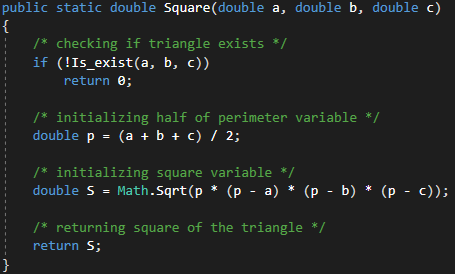 public static double Square(double a, double b, double c)
{
/* checking if triangle exists */
if (!Is_exist(a, b, c))
return 0;
/* initializing half of perimeter variable */
double p = (a + b + c) / 2;
/* initializing square variable */
double S = Math.Sqrt(p * (p - a) * (p - b) * (p - c));
/* returning square of the triangle */
return S;
}